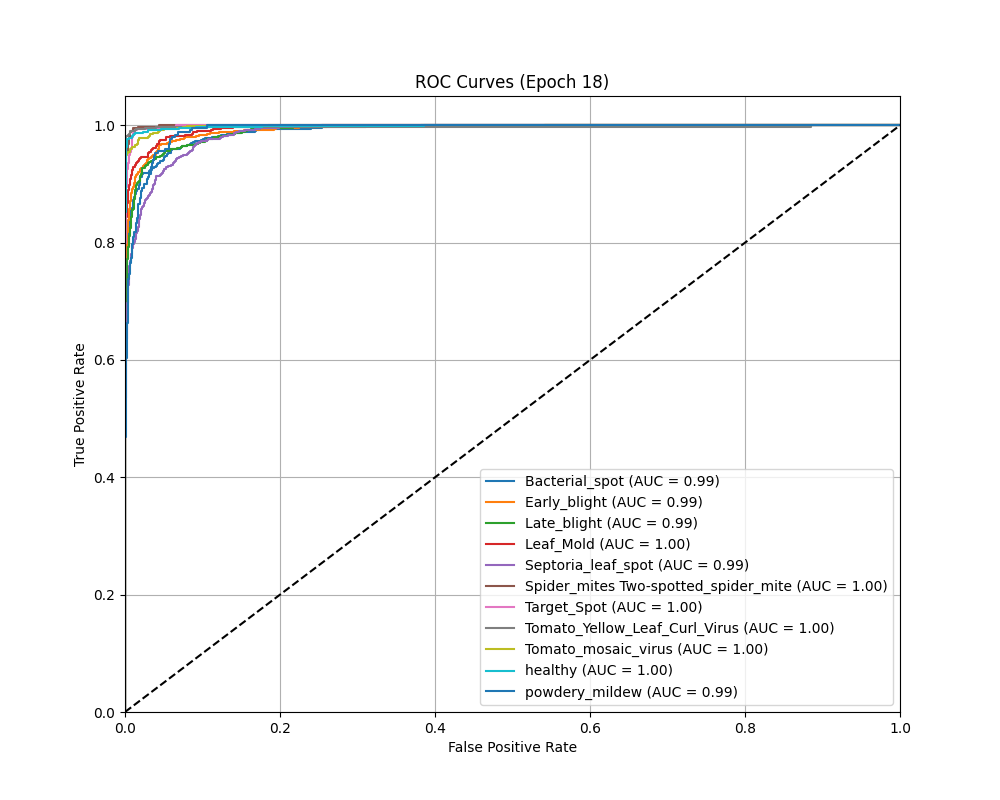 ROC Curves (Epoch 18)
True Positive Rate
1.0
0.8
0.6
0.4
0.2
0.0
Bacterial_spot (AUC = 0.99)
Early_blight (AUC = 0.99)
Late_blight (AUC = 0.99)
Leaf_Mold (AUC = 1.00)
Septoria_leaf_spot (AUC = 0.99)
Spider_mites Two-spotted_spider_mite (AUC = 1.00)
Target_Spot (AUC = 1.00)
Tomato_Yellow_Leaf_Curl_Virus (AUC = 1.00)
Tomato_mosaic_virus (AUC = 1.00)
healthy (AUC = 1.00)
powdery_mildew (AUC = 0.99)
0.0 0.2 0.4 0.6 0.8 1.0
False Positive Rate